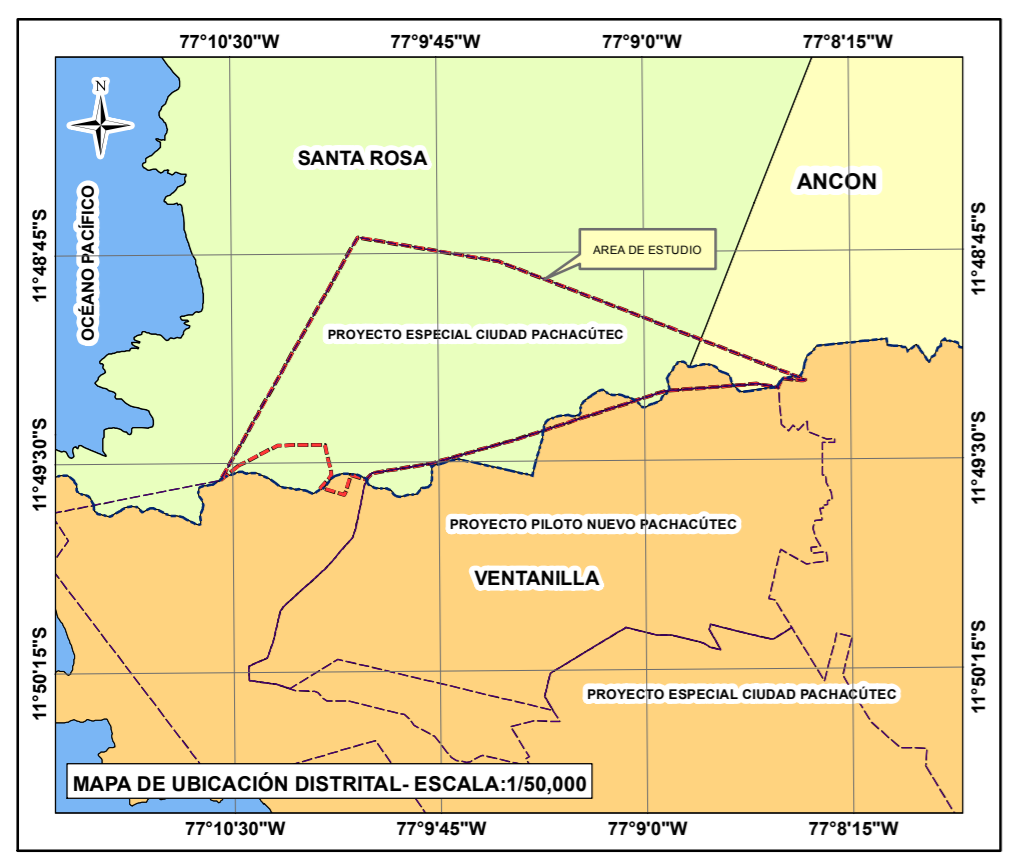 77°10'30"W 77°9'45"W 77°9'0"W 77°8'15"W
N
SANTA ROSA
ANCON
OCÉANO PACÍFICO
11°48'45"S
AREA DE ESTUDIO
11°48'45"S
PROYECTO ESPECIAL CIUDAD PACHACÚTEC
11°49'30"S
11°49'30"S
PROYECTO PILOTO NUEVO PACHACÚTEC
VENTANILLA
11°50'15"S
11°50'15"S
PROYECTO ESPECIAL CIUDAD PACHACÚTEC
MAPA DE UBICACIÓN DISTRITAL- ESCALA:1/50,000
77°10'30"W 77°9'45"W 77°9'0"W 77°8'15"W